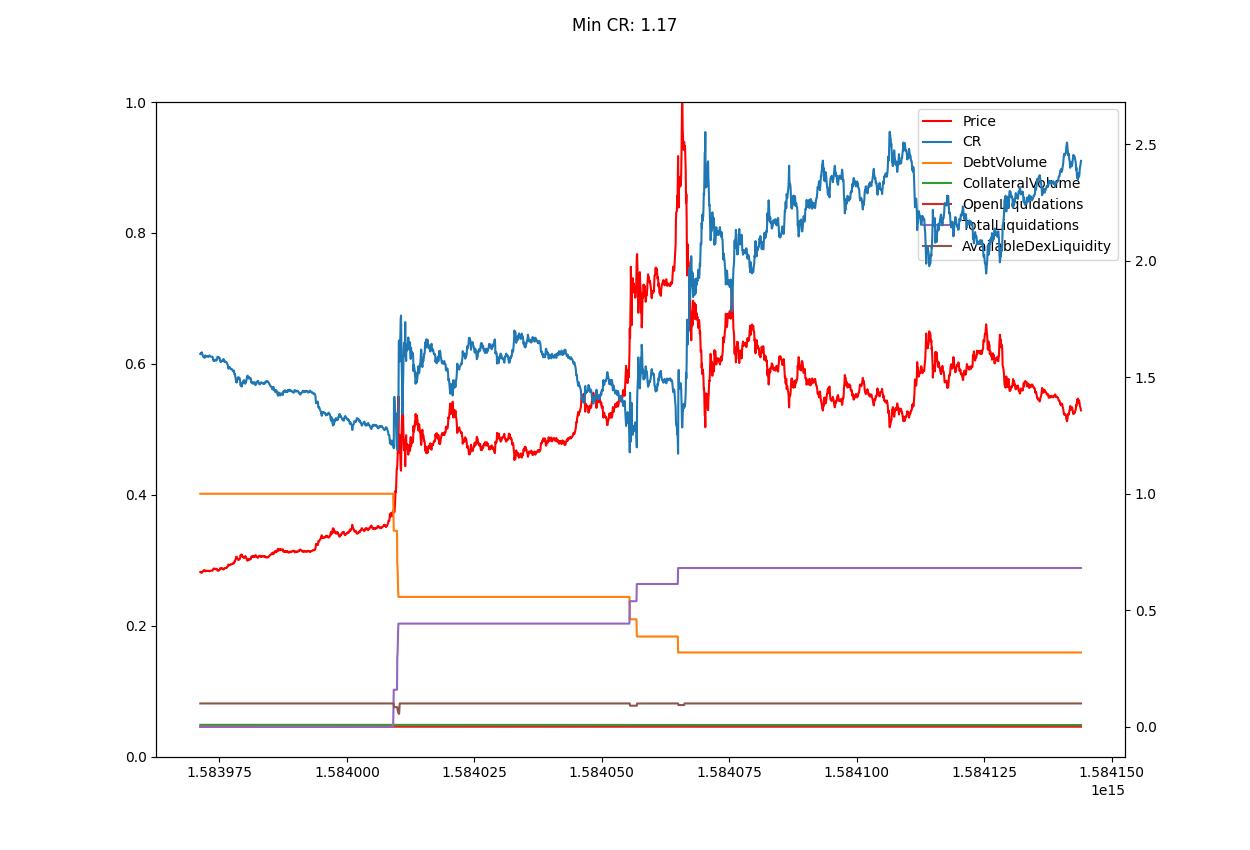 Min CR: 1.17
1.0
0.8
0.6
0.4
0.2
0.0
2.5
2.0
1.5
1.0
0.5
0.0
Price
CR
DebtVolume
CollateralVolume
OpenLiquidations
TotalLiquidations
AvailableDexLiquidity
1.583975 1.584000 1.584025 1.584050 1.584075 1.584100 1.584125 1.584150
1e15